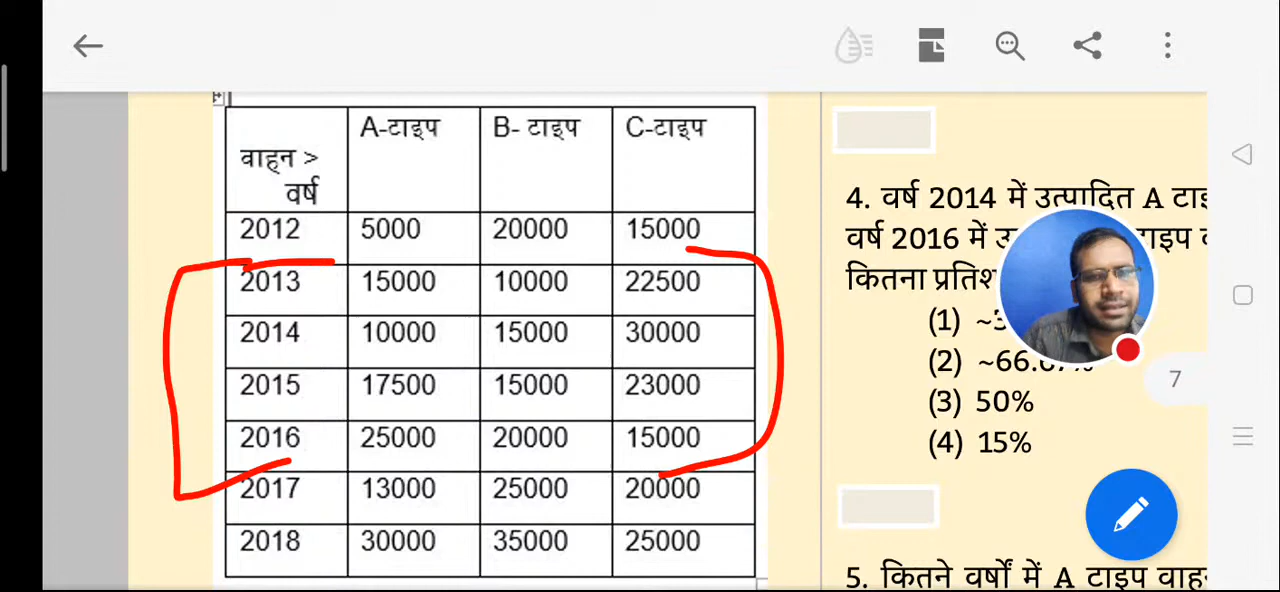 A-टाइप B- टाइप C-टाइप
वाहन >
वर्ष
2012 5000 20000 15000
2013 15000 10000 22500
2014 10000 15000 30000
2015 17500 15000 23000
2016 25000 20000 15000
2017 13000 25000 20000
2018 30000 35000 25000
4. वर्ष 2014 में उत्पादित A
वर्ष 2016 में
कितना
(1)
(2)
(3) 50%
(4) 15%
7
5. कितने वर्षों में A टाइप